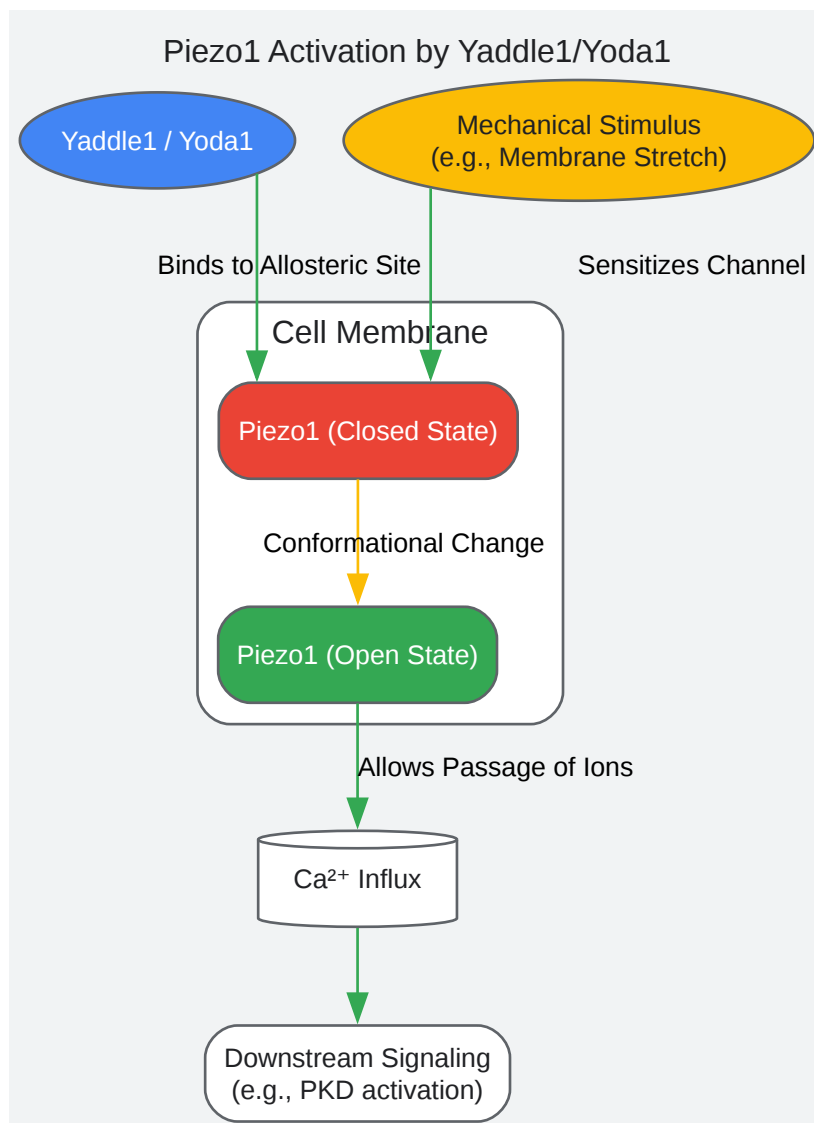 Piezo1 Activation by Yaddle1/Yoda1
Yaddle1 / Yoda1
Mechanical Stimulus
(e.g., Membrane Stretch)
Binds to Allosteric Site
Sensitizes Channel
Cell Membrane
Piezo1 (Closed State)
Conformational Change
Piezo1 (Open State)
Allows Passage of Ions
Ca²⁺ Influx
Downstream Signaling
(e.g., PKD activation)